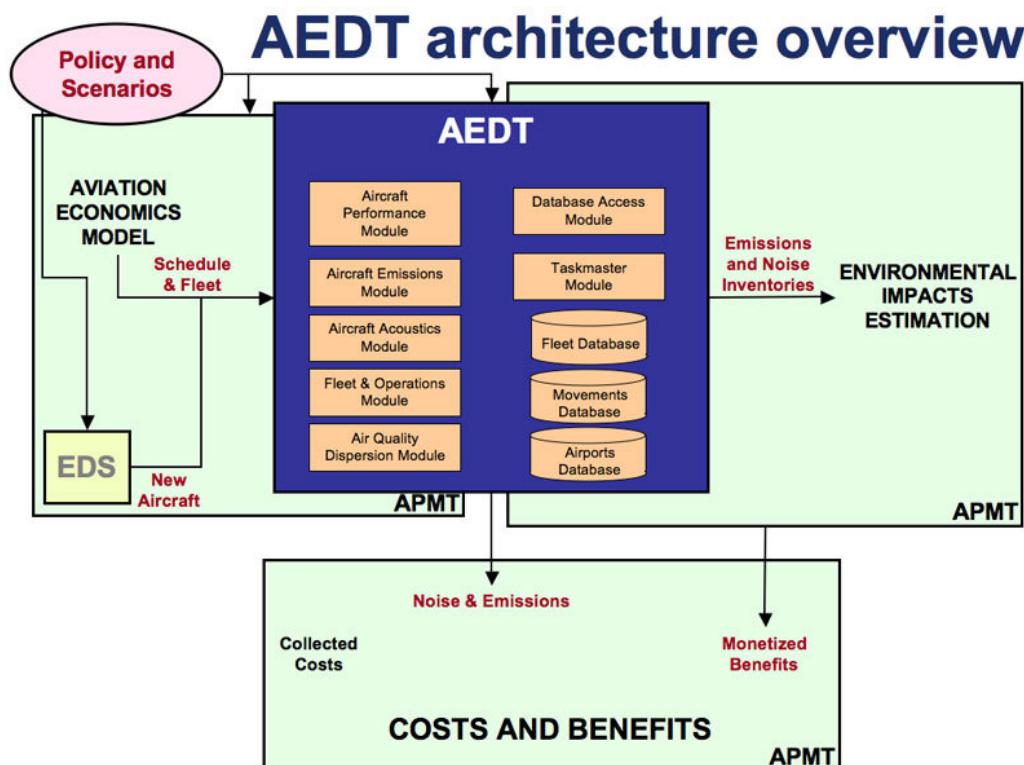 AEDT architecture overview
Policy and
Scenarios
AEDT
AVIATION
ECONOMICS
MODEL
Schedule
& Fleet
EDS
New
Aircraft
APMT
Aircraft
Performance
Module
Aircraft Emissions
Module
Aircraft Acoustics
Module
Fleet & Operations
Module
Air Quality
Dispersion Module
Database Access
Module
Taskmaster
Module
Fleet Database
Movements
Database
Airports
Database
Emissions
and Noise
Inventories
ENVIRONMENTAL
IMPACTS
ESTIMATION
APMT
Noise & Emissions
Collected
Costs
Monetized
Benefits
COSTS AND BENEFITS
APMT